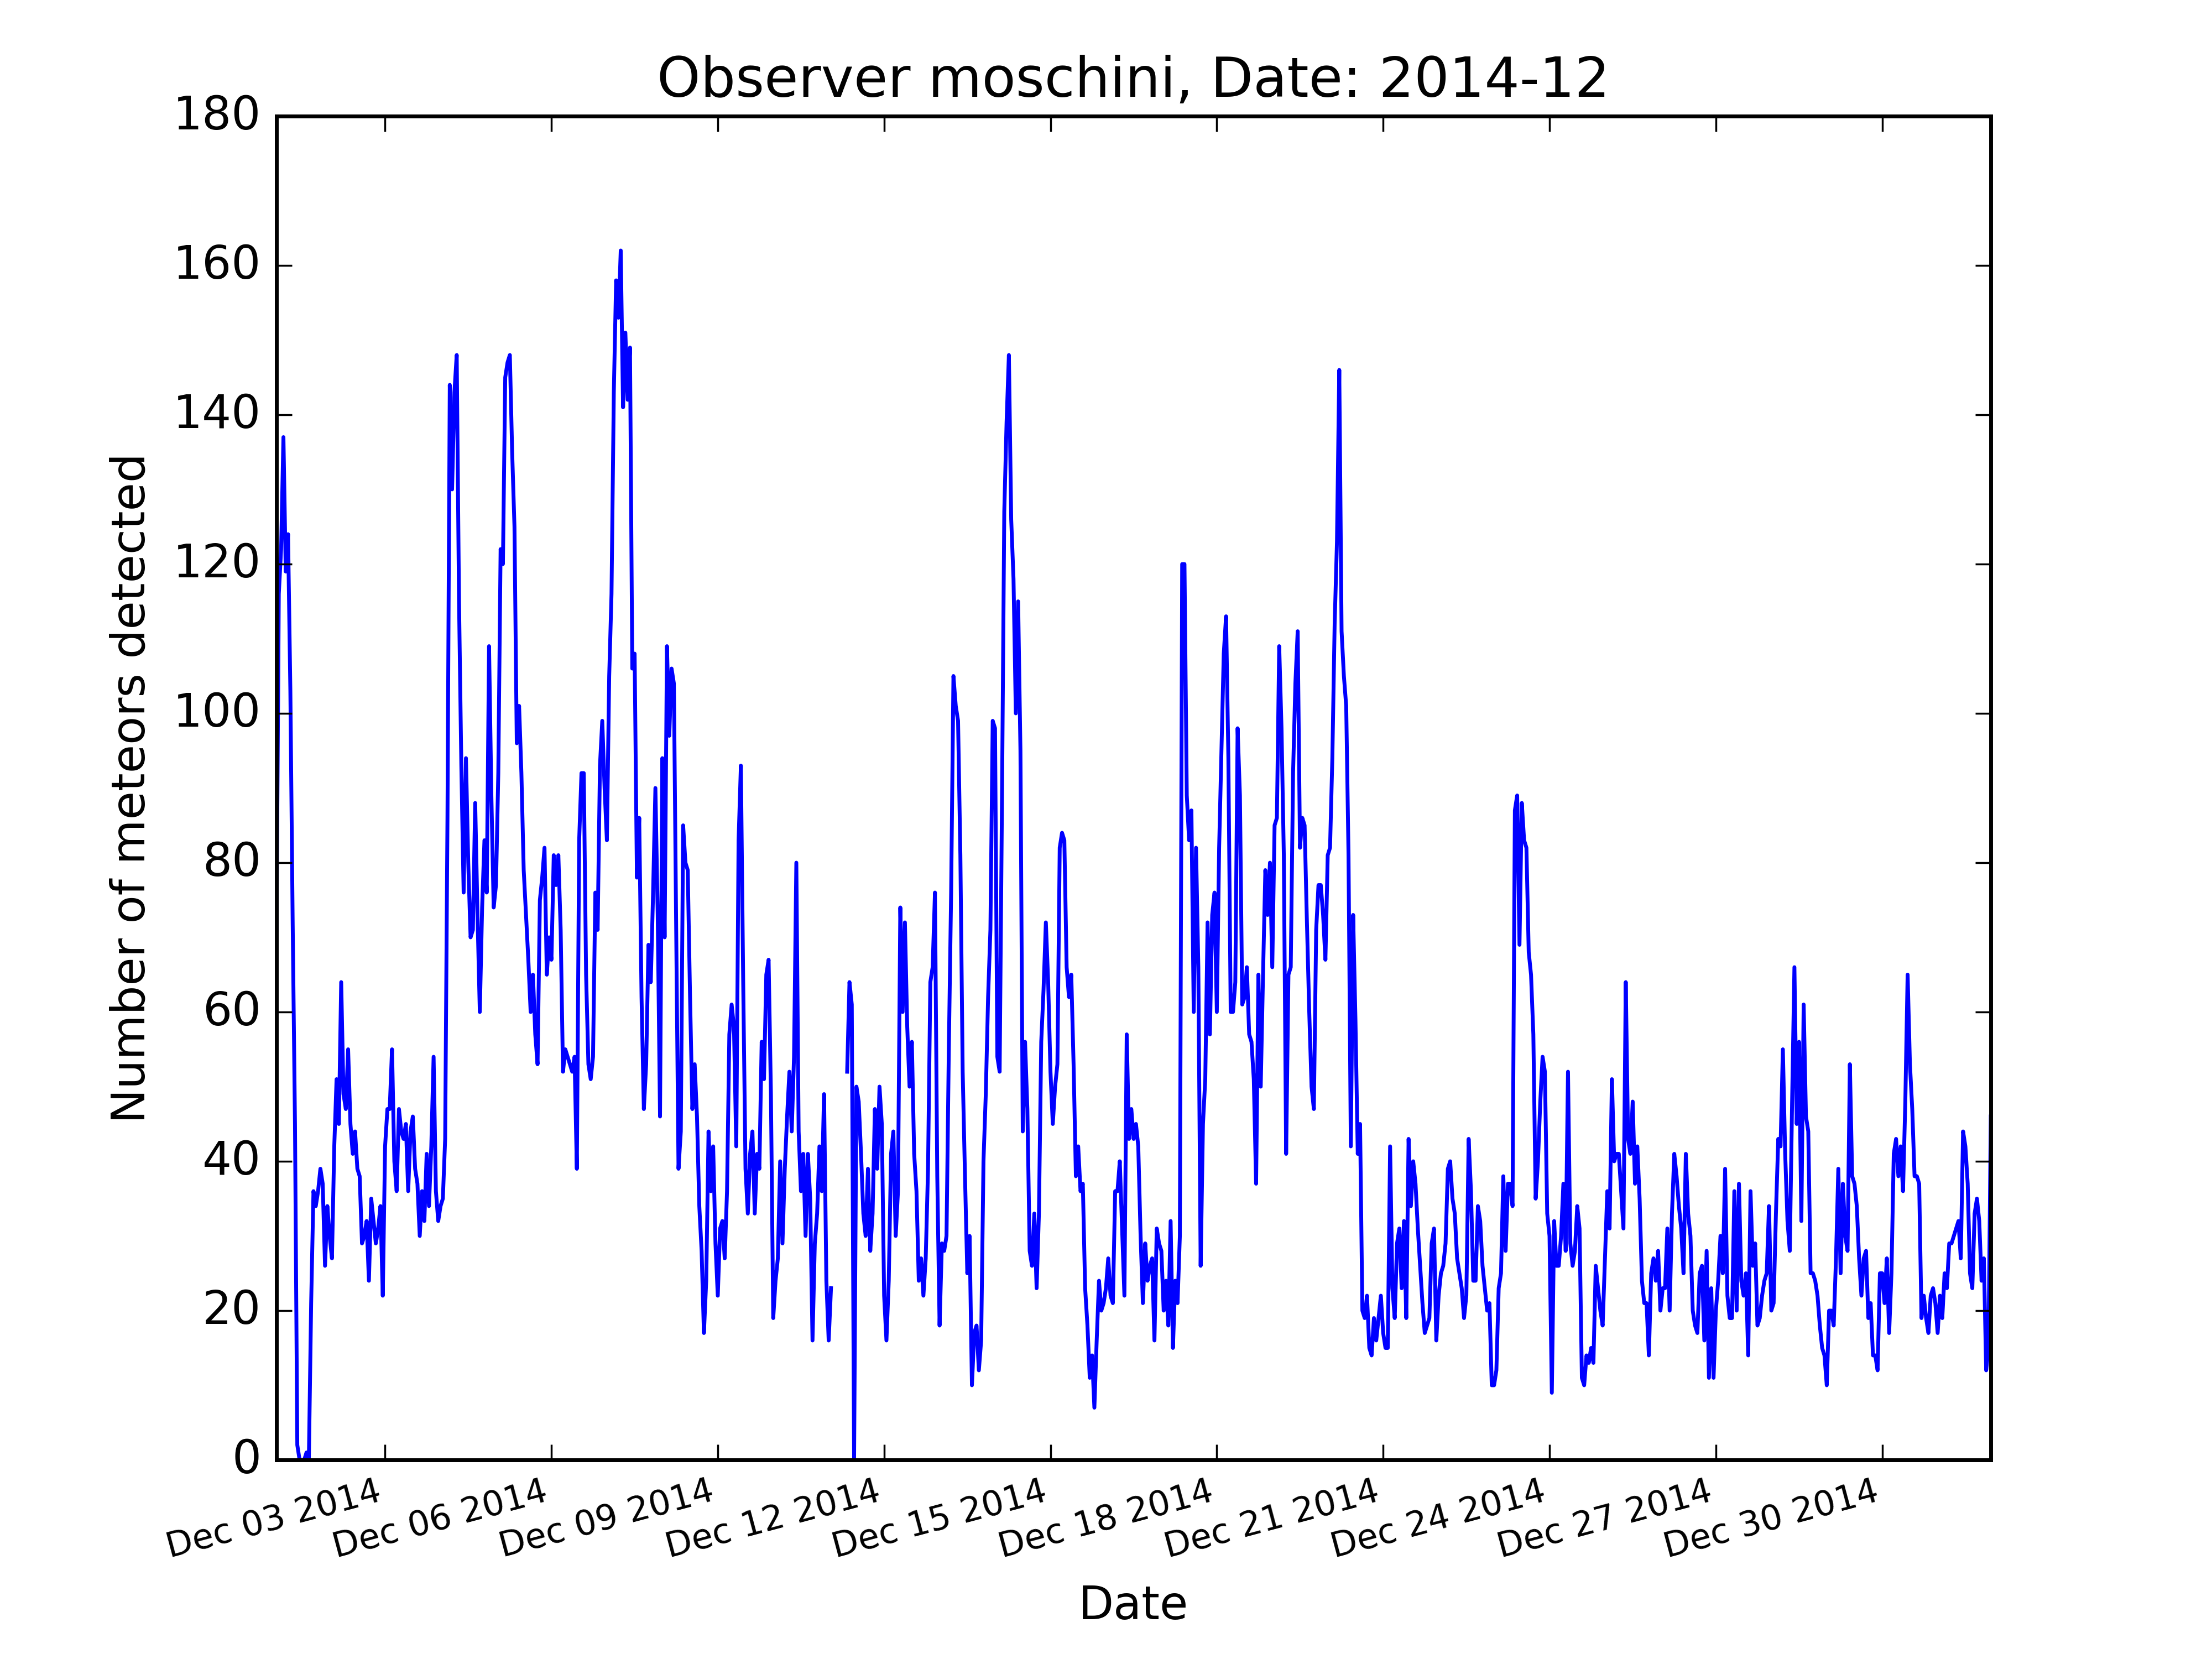 Observer moschini, Date: 2014-12
Number of meteors detected
180
160
140
120
100
80
60
40
20
0
Dec 03 2014
Dec 06 2014
Dec 09 2014
Dec 12 2014
Dec 15 2014
Dec 18 2014
Dec 21 2014
Dec 24 2014
Dec 27 2014
Dec 30 2014
Date